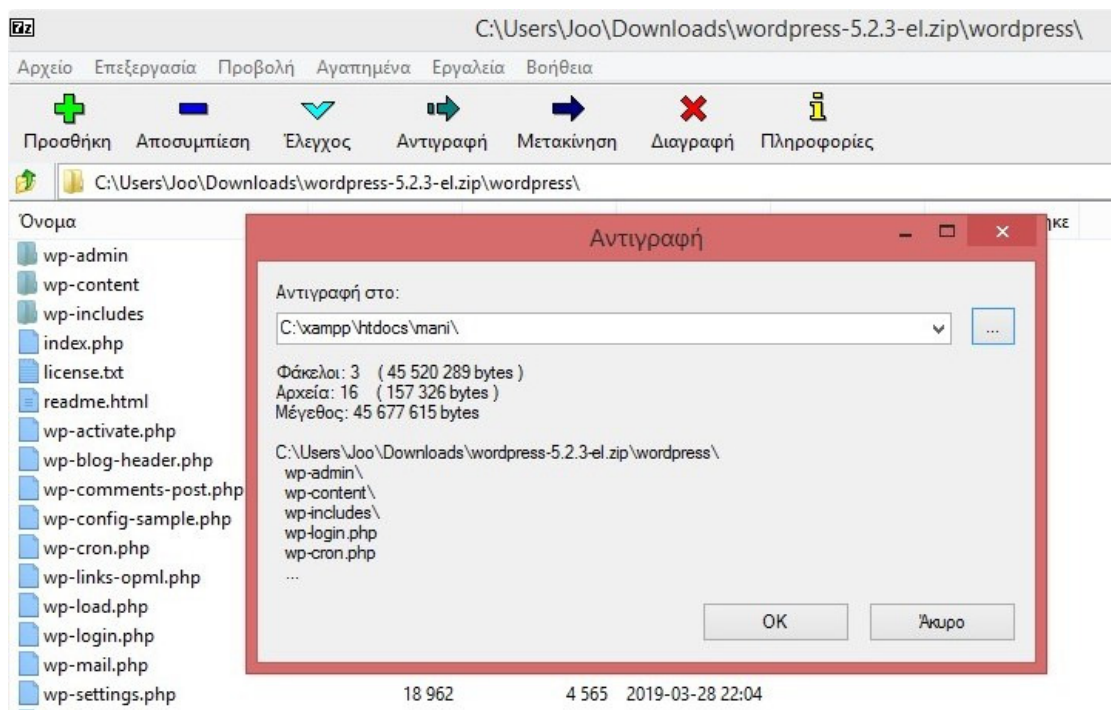 7z C:\Users\Joo\Downloads\wordpress-5.2.3-el.zip\wordpress\
Αρχείο Επεξεργασία Προβολή Αγαπημένα Εργαλεία Βοήθεια
Προσθήκη Αποσυμπίεση Έλεγχος Αντιγραφή Μετακίνηση Διαγραφή Πληροφορίες
C:\Users\Joo\Downloads\wordpress-5.2.3-el.zip\wordpress\
Όνομα
wp-admin
wp-content
wp-includes
index.php
license.txt
readme.html
wp-activate.php
wp-blog-header.php
wp-comments-post.php
wp-config-sample.php
wp-cron.php
wp-links-opml.php
wp-load.php
wp-login.php
wp-mail.php
wp-settings.php 18 962 4 565 2019-03-28 22:04
Αντιγραφή
Αντιγραφή στο:
C:\xampp\htdocs\mani\ ...
Φάκελοι: 3 ( 45 520 289 bytes )
Αρχεία: 16 ( 157 326 bytes )
Μέγεθος: 45 677 615 bytes
C:\Users\Joo\Downloads\wordpress-5.2.3-el.zip\wordpress\
wp-admin\
wp-content\
wp-includes\
wp-login.php
wp-cron.php
...
OK Άκυρο